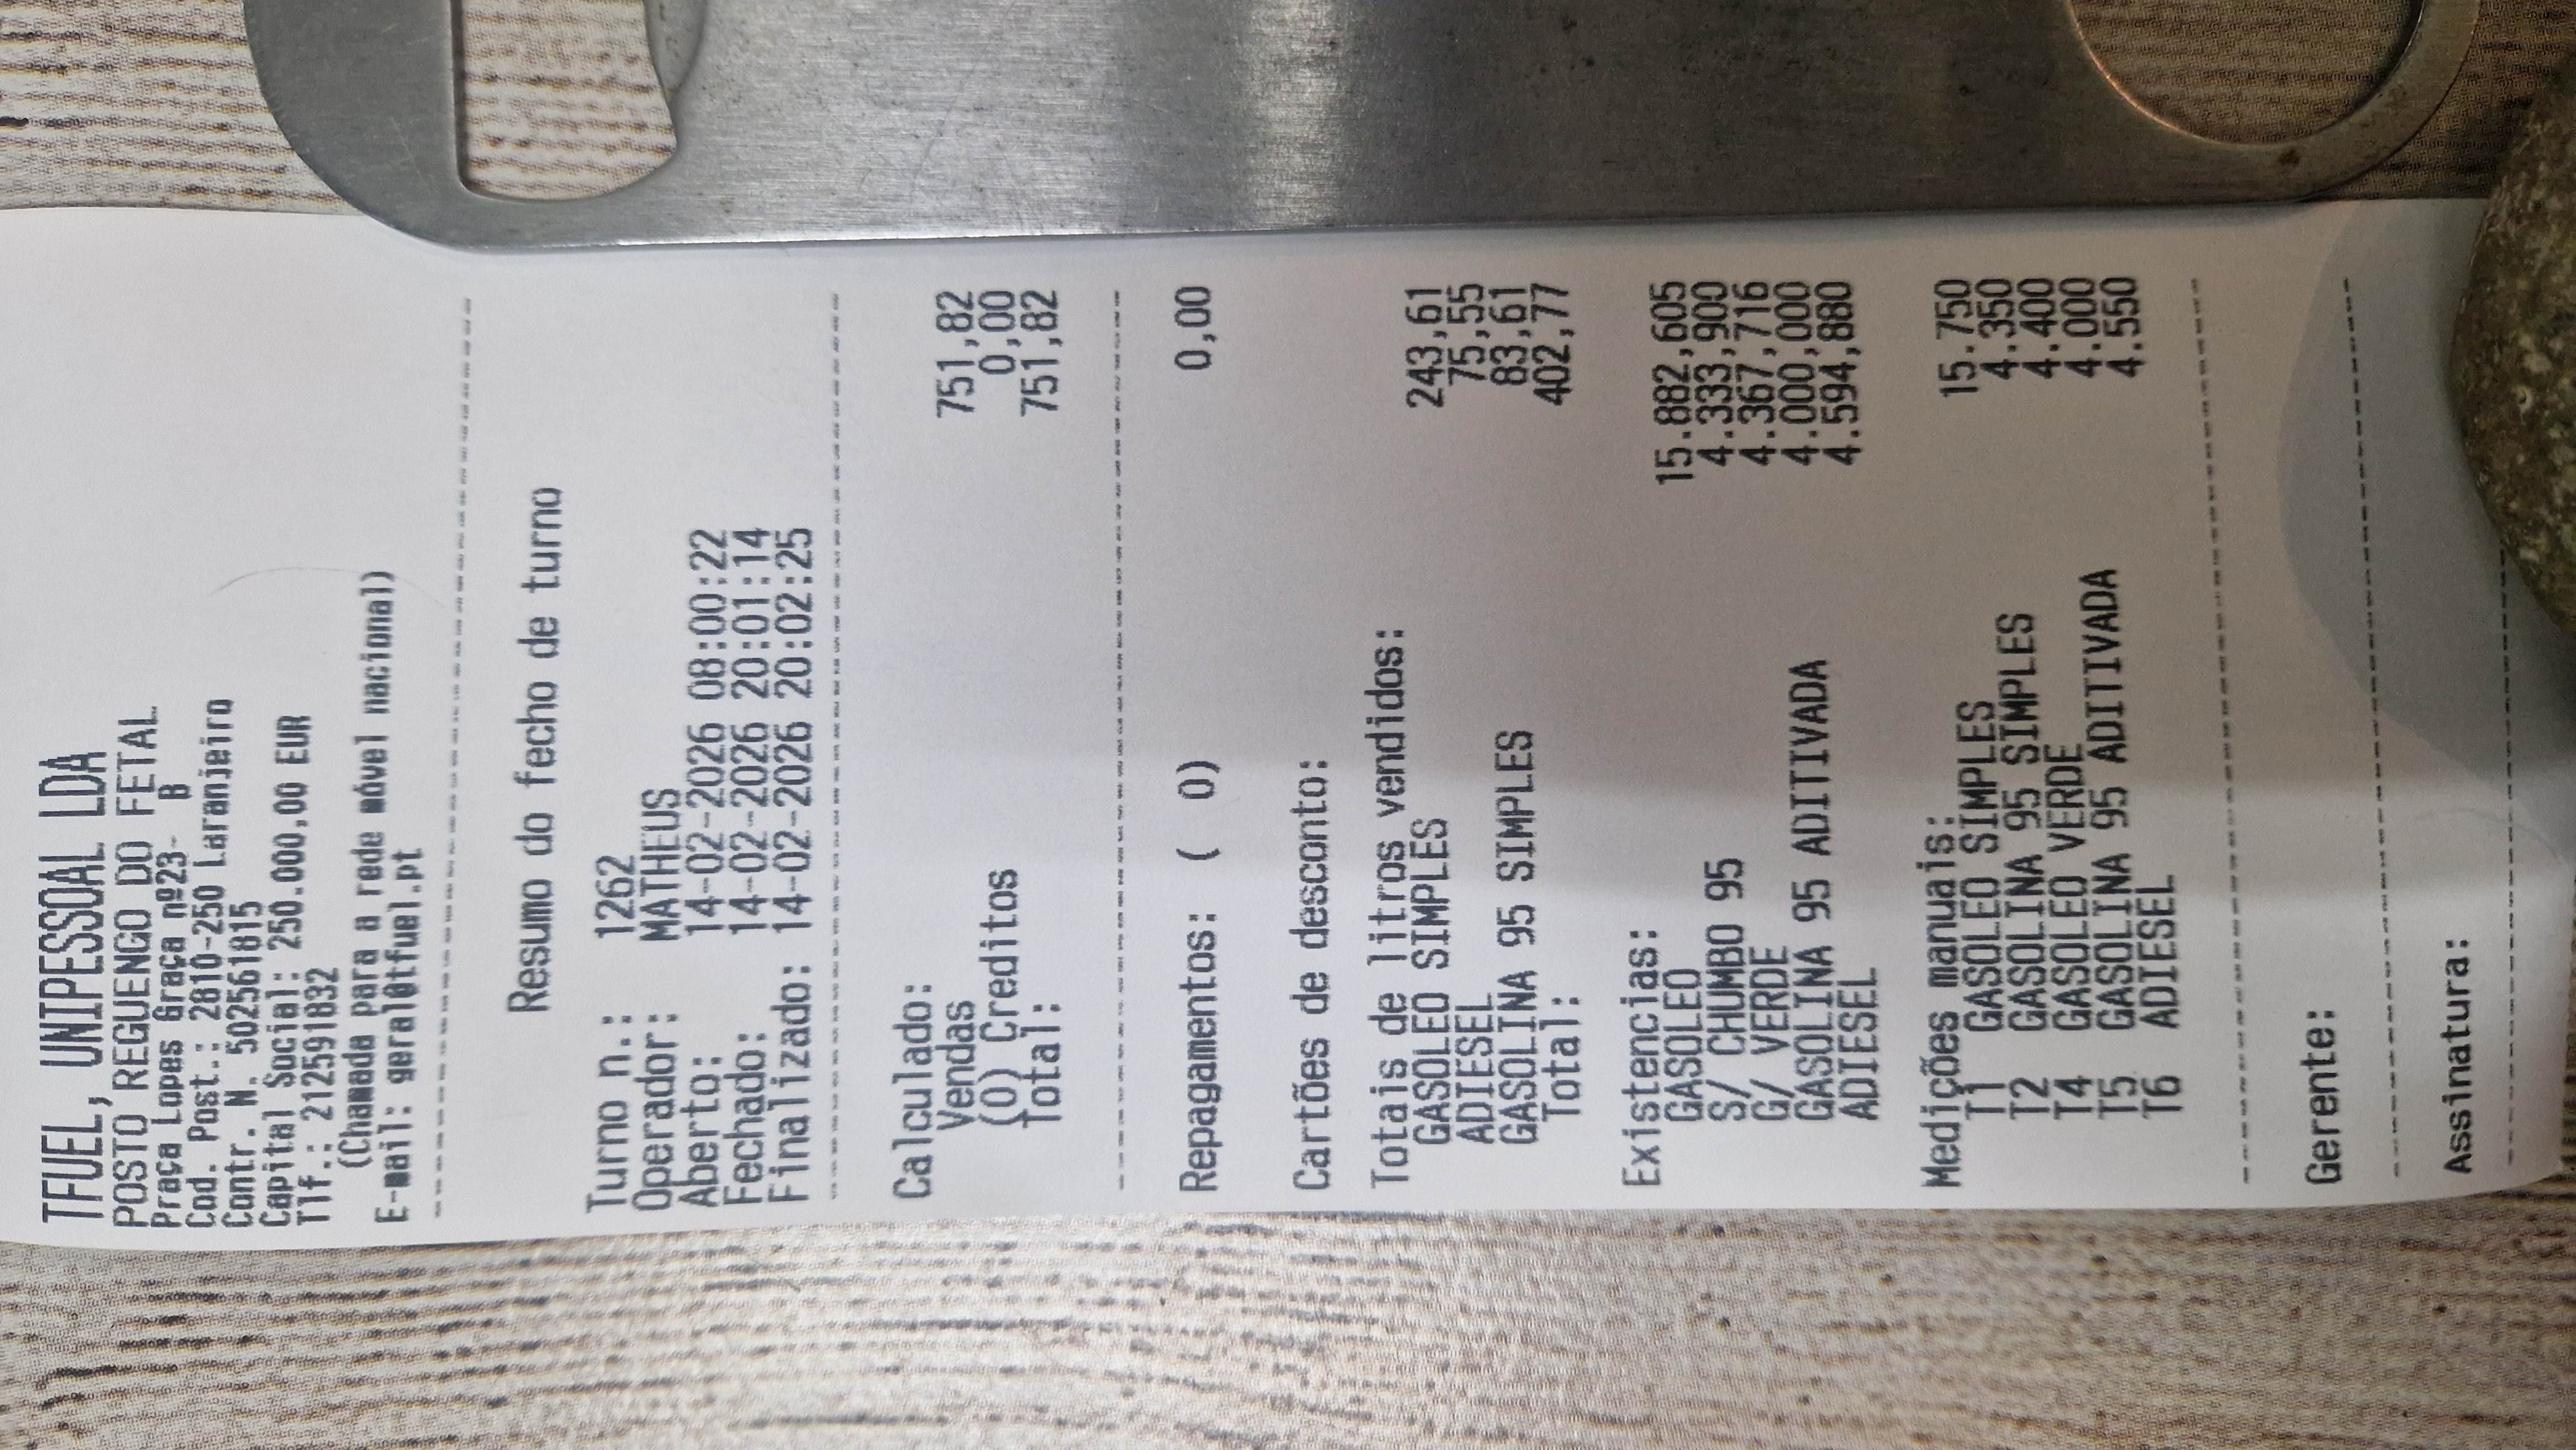 TFUEL, UNIPESSOAL LDA
POSTO REGUENGO DO FETAL
Praça Lopes Graça nº23- B
Cod. Post.: 2810-250 Laranjeiro
Contr. N. 502561815
Capital Social: 250.000,00 EUR
Tlf.: 212591832
(Chamada para a rede móvel nacional)
E-mail: geral@tfuel.pt
Resumo do fecho de turno
Turno n.: 1262
Operador: MATHEUS
Aberto: 14-02-2026 08:00:22
Fechado: 14-02-2026 20:01:14
Finalizado: 14-02-2026 20:02:25
Calculado:
Vendas 751,82
(0) Creditos 0,00
Total: 751,82
Repagamentos: ( 0) 0,00
Cartões de desconto:
Totais de litros vendidos:
GASOLEO SIMPLES 243,61
ADIESEL 75,55
GASOLINA 95 SIMPLES 83,61
Total: 402,77
Existencias:
GASOLEO 15.882,605
S/ CHUMBO 95 4.333,900
G/ VERDE 4.367,716
GASOLINA 95 ADITIVADA 4.000,000
ADIESEL 4.594,880
Medições manuais:
T1 GASOLEO SIMPLES 15.750
T2 GASOLINA 95 SIMPLES 4.350
T4 GASOLEO VERDE 4.400
T5 GASOLINA 95 ADITIVADA 4.000
T6 ADIESEL 4.550
Gerente:
Assinatura: